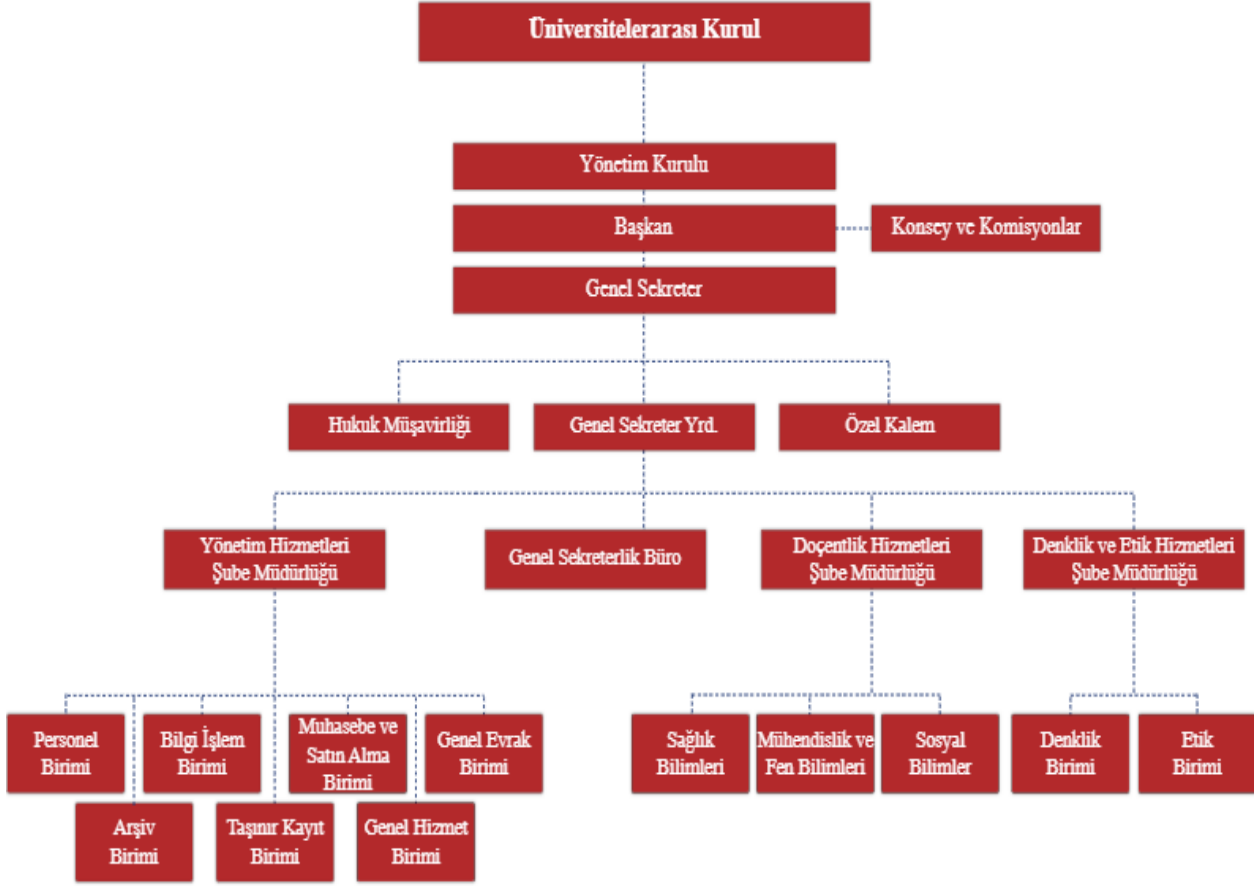 Üniversitelerarası Kurul
Yönetim Kurulu
Başkan
Konsey ve Komisyonlar
Genel Sekreter
Hukuk Müşavirliği
Genel Sekreter Yrd.
Özel Kalem
Yönetim Hizmetleri
Şube Müdürlüğü
Genel Sekreterlik Büro
Doçentlik Hizmetleri
Şube Müdürlüğü
Denklik ve Etik Hizmetleri
Şube Müdürlüğü
Personel
Birimi
Bilgi İşlem
Birimi
Muhasebe ve
Satın Alma
Birimi
Genel Evrak
Birimi
Sağlık
Bilimleri
Mühendislik ve
Fen Bilimleri
Sosyal
Bilimler
Denklik
Birimi
Etik
Birimi
Arşiv
Birimi
Taşınır Kayıt
Birimi
Genel Hizmet
Birimi